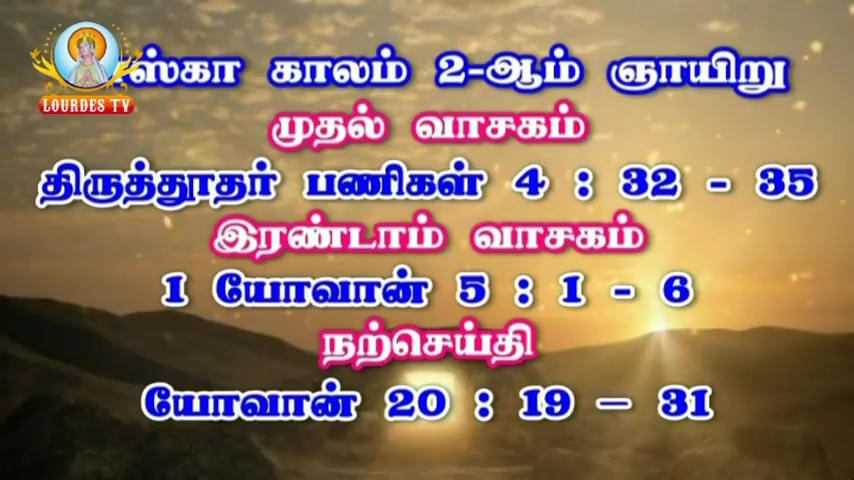 LOURDES TV
காலம் 2-ஆம் ஞாயிறு
முதல் வாசகம்
திருத்தூதர் பணிகள் 4 : 32 - 35
இரண்டாம் வாசகம்
1 யோவான் 5 : 1 - 6
நற்செய்தி
யோவான் 20 : 19 – 31